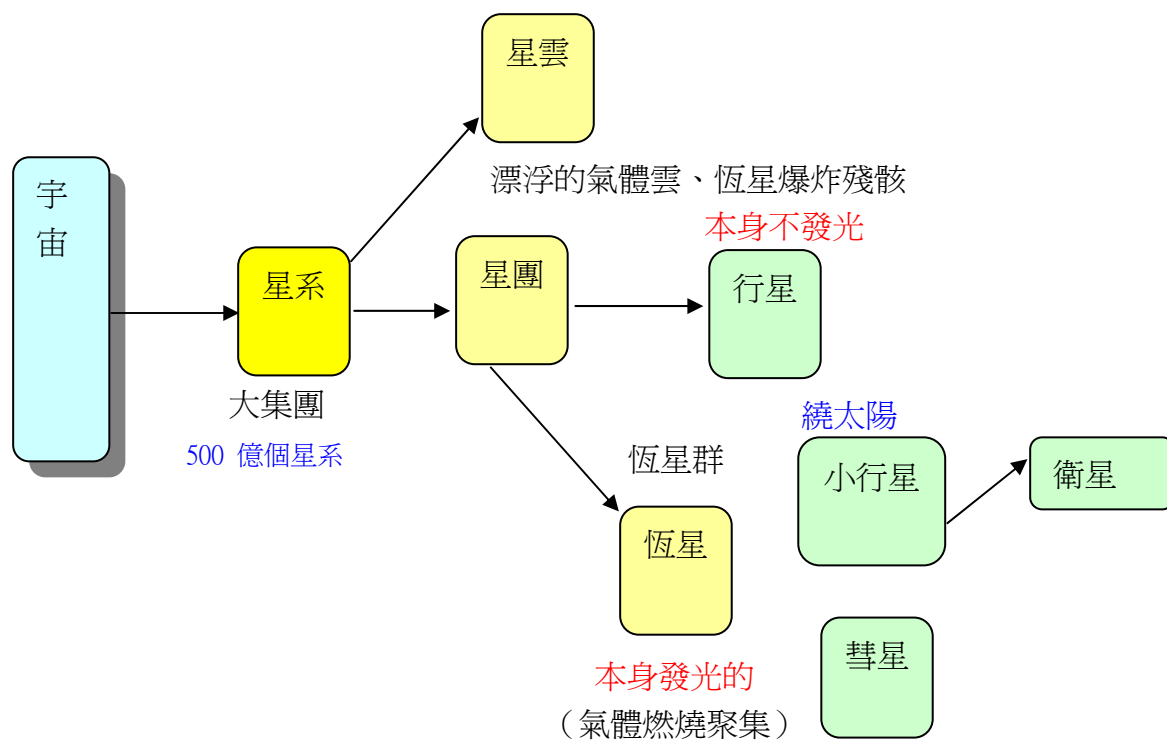 星雲
漂浮的氣體雲、恆星爆炸殘骸
宇
宙
星系
大集團
500 億個星系
星團
恆星群
本身不發光
行星
繞太陽
小行星
衛星
恆星
本身發光的
（氣體燃燒聚集）
彗星